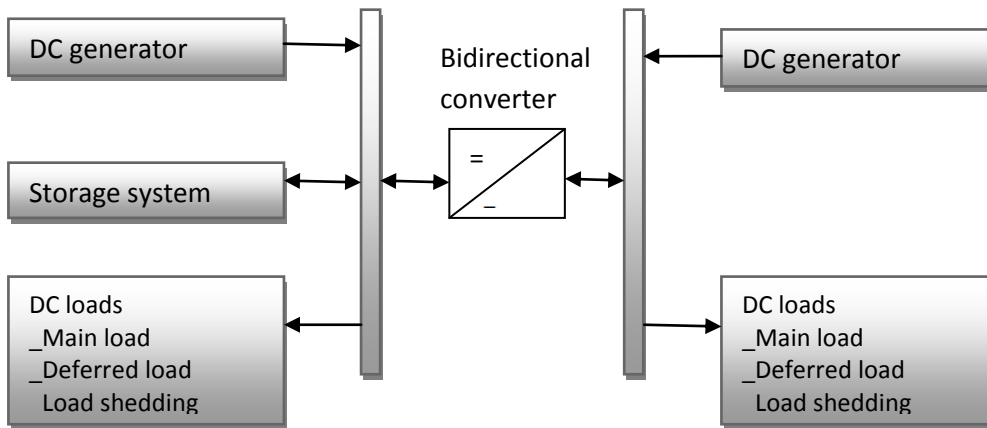 DC generator
Bidirectional
converter
DC generator
=
_
Storage system
DC loads
_Main load
_Deferred load
Load shedding
DC loads
_Main load
_Deferred load
Load shedding